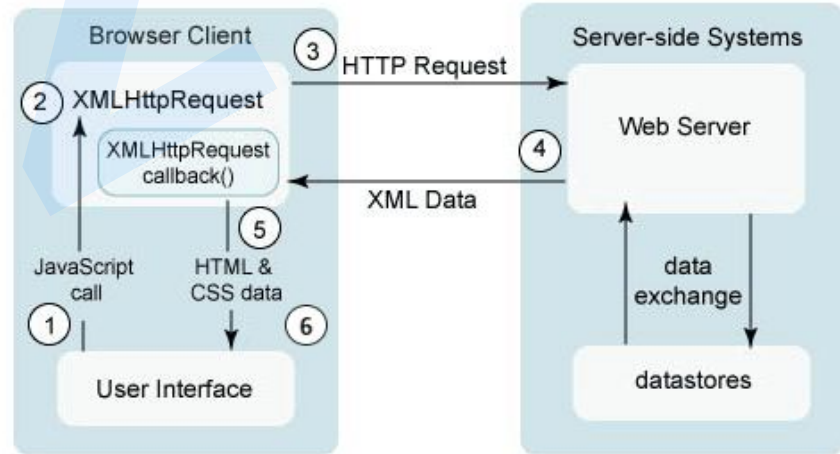 Browser Client
3
HTTP Request
2
XMLHttpRequest
XMLHttpRequest
callback()
4
XML Data
5
JavaScript
call
HTML &
CSS data
1
6
User Interface
Server-side Systems
Web Server
data
exchange
datastores